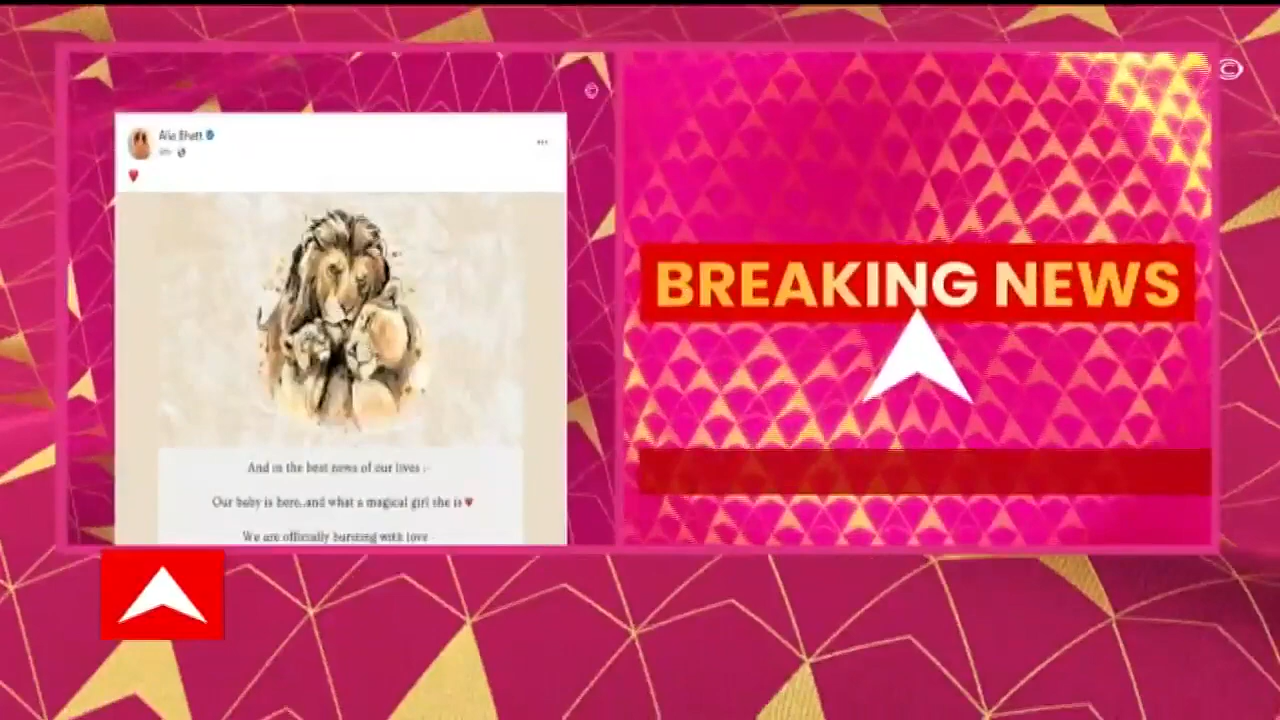 Alia Bhatt
♥
And in the best news of our lives :-
Our baby is here..and what a magical girl she is ♥
We are officially bursting with love -
BREAKING NEWS